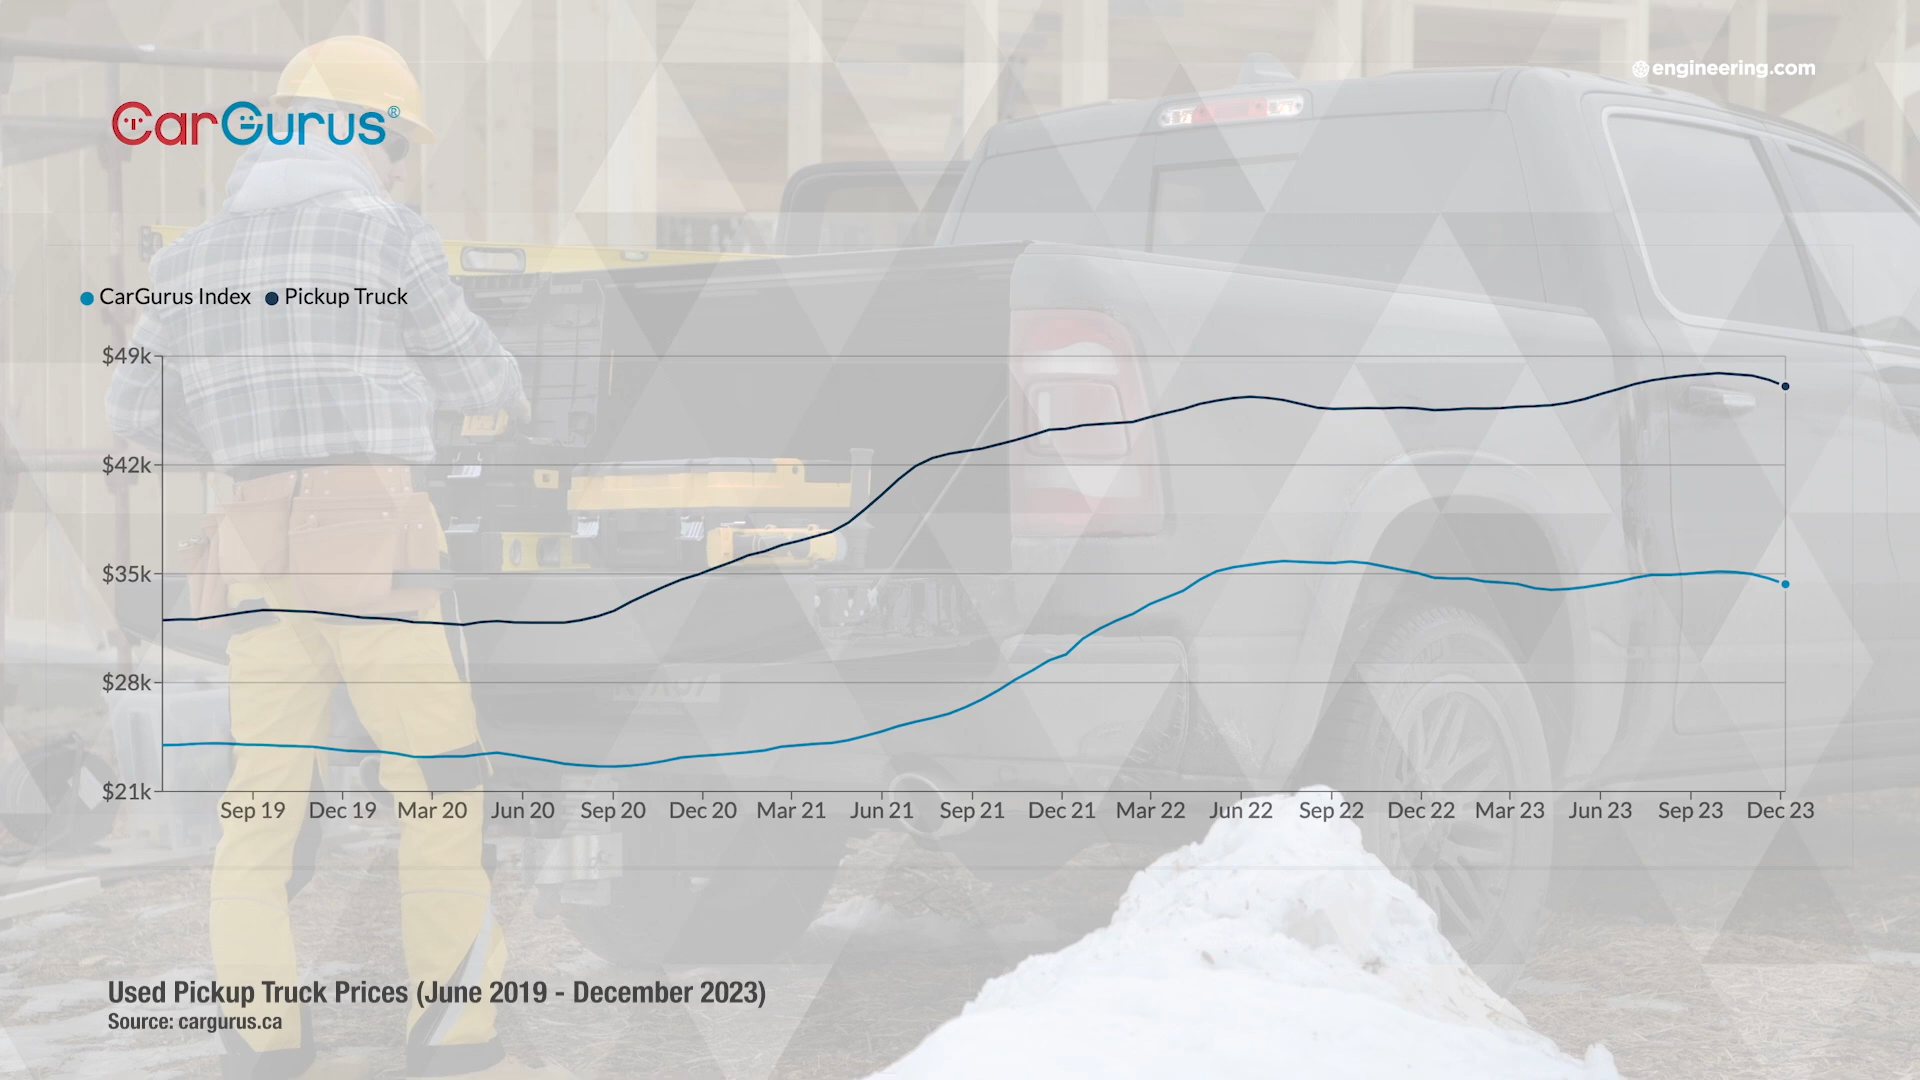 engineering.com
CarGurus®
CarGurus Index Pickup Truck
$49k
$42k
$35k
$28k
$21k
Sep 19 Dec 19 Mar 20 Jun 20 Sep 20 Dec 20 Mar 21 Jun 21 Sep 21 Dec 21 Mar 22 Jun 22 Sep 22 Dec 22 Mar 23 Jun 23 Sep 23 Dec 23
Used Pickup Truck Prices (June 2019 - December 2023)
Source: cargurus.ca